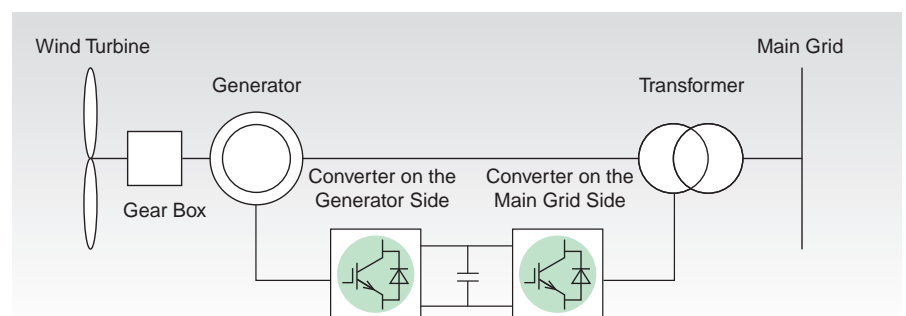 Wind Turbine
Main Grid
Generator
Transformer
Converter on the
Generator Side
Converter on the
Main Grid Side
Gear Box